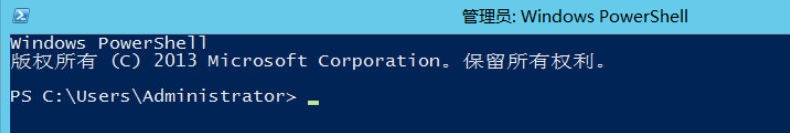 管理员: Windows PowerShell
Windows PowerShell
版权所有 (C) 2013 Microsoft Corporation。保留所有权利。
PS C:\Users\Administrator>